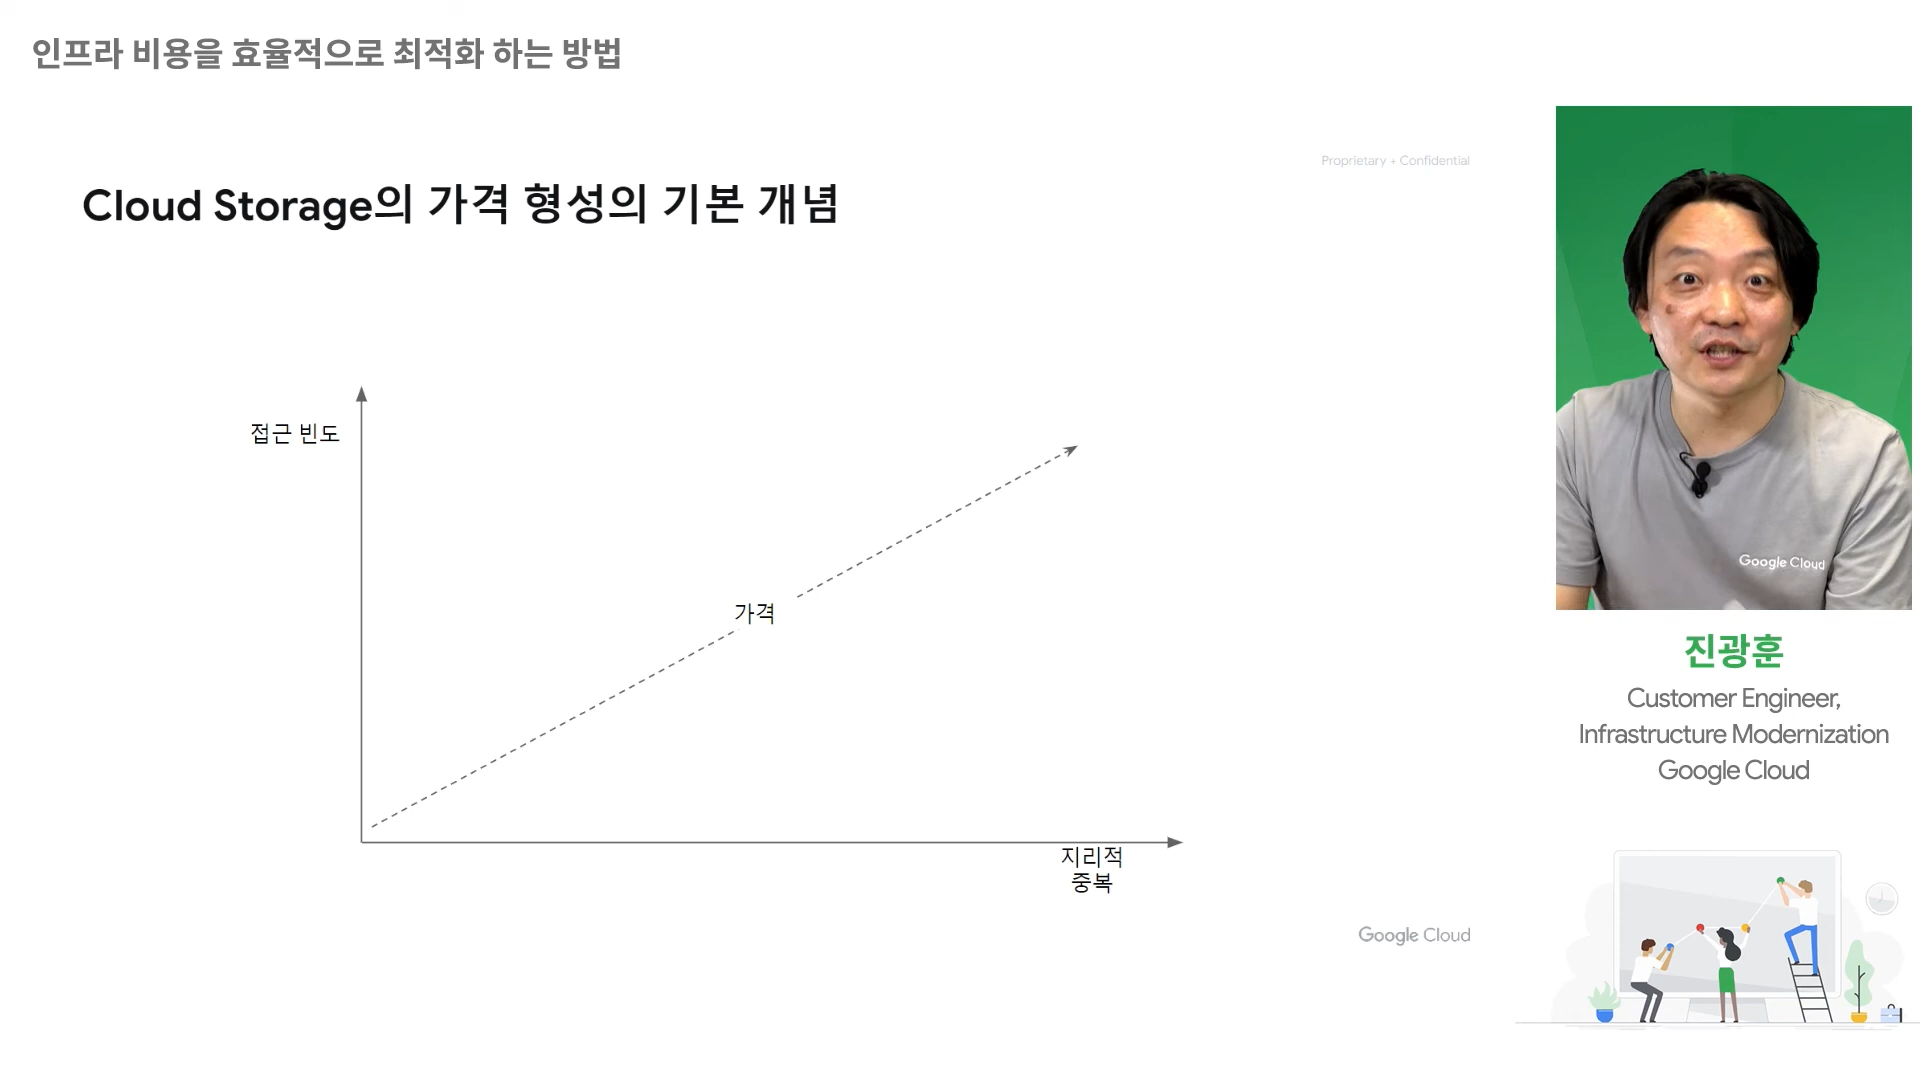 인프라 비용을 효율적으로 최적화 하는 방법
Proprietary + Confidential
Cloud Storage의 가격 형성의 기본 개념
접근 빈도
가격
지리적
중복
Google Cloud
Google Cloud
진광훈
Customer Engineer,
Infrastructure Modernization
Google Cloud